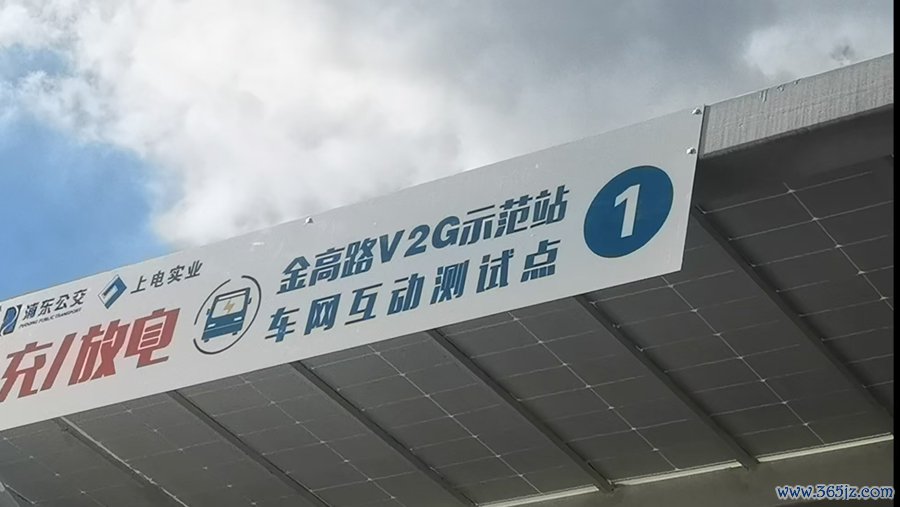 浦东公交
PUDONG PUBLIC TRANSPORT
上电实业
充/放电
金高路V2G示范站
车网互动测试点
1
www.365jz.com